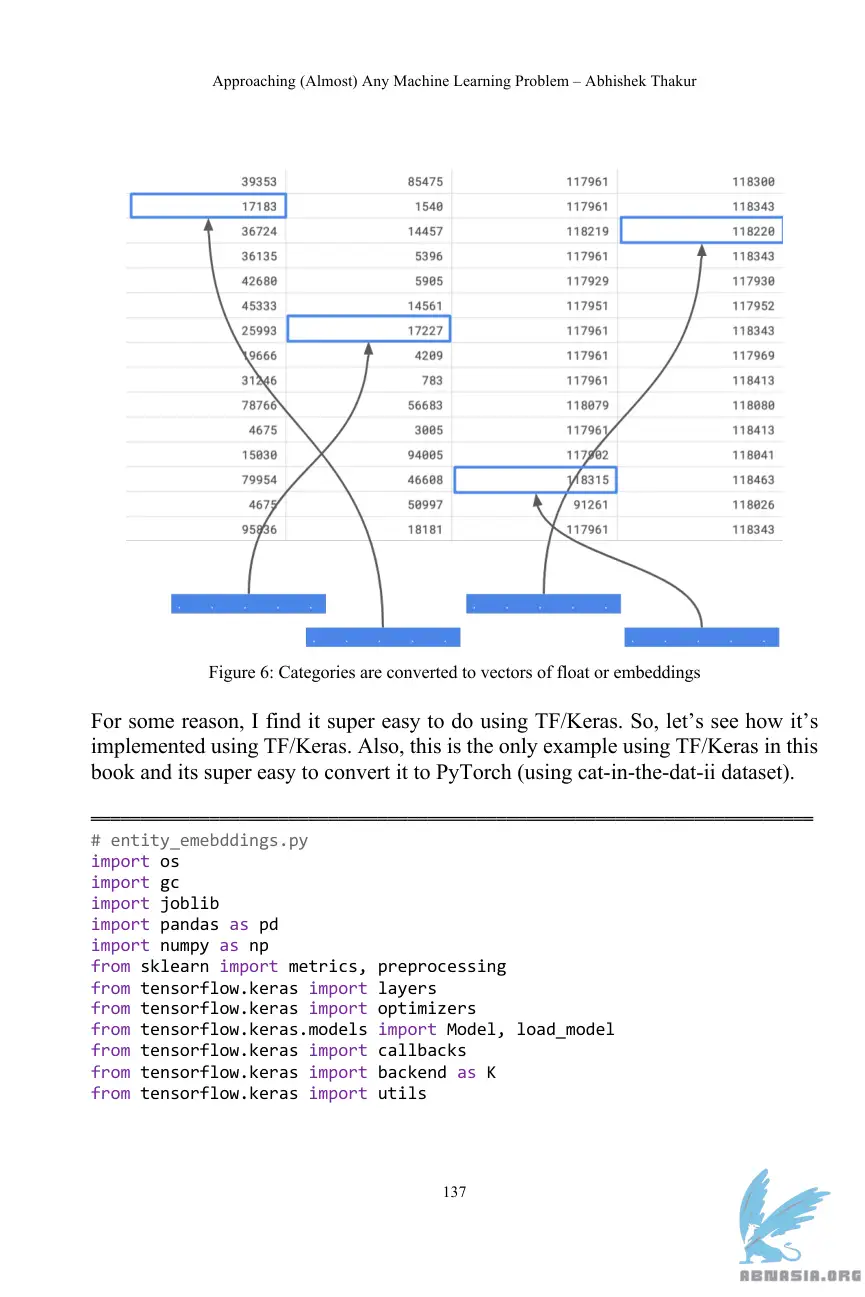 Approaching (Almost) Any Machine Learning Problem – Abhishek Thakur
39353 85475 117961 118300
17183 1540 117961 118343
36724 14457 118219 118220
36135 5396 117961 118343
42680 5905 117929 117930
45333 14561 117951 117952
25993 17227 117961 118343
19666 4209 117961 117969
31246 783 117961 118413
78766 56683 118079 118080
4675 3005 117961 118413
15030 94005 117902 118041
79954 46608 118315 118463
4675 50997 91261 118026
95836 18181 117961 118343
Figure 6: Categories are converted to vectors of float or embeddings
For some reason, I find it super easy to do using TF/Keras. So, let’s see how it’s
implemented using TF/Keras. Also, this is the only example using TF/Keras in this
book and its super easy to convert it to PyTorch (using cat-in-the-dat-ii dataset).
# entity_emebddings.py
import os
import gc
import joblib
import pandas as pd
import numpy as np
from sklearn import metrics, preprocessing
from tensorflow.keras import layers
from tensorflow.keras import optimizers
from tensorflow.keras.models import Model, load_model
from tensorflow.keras import callbacks
from tensorflow.keras import backend as K
from tensorflow.keras import utils
137
ABNASIA.ORG